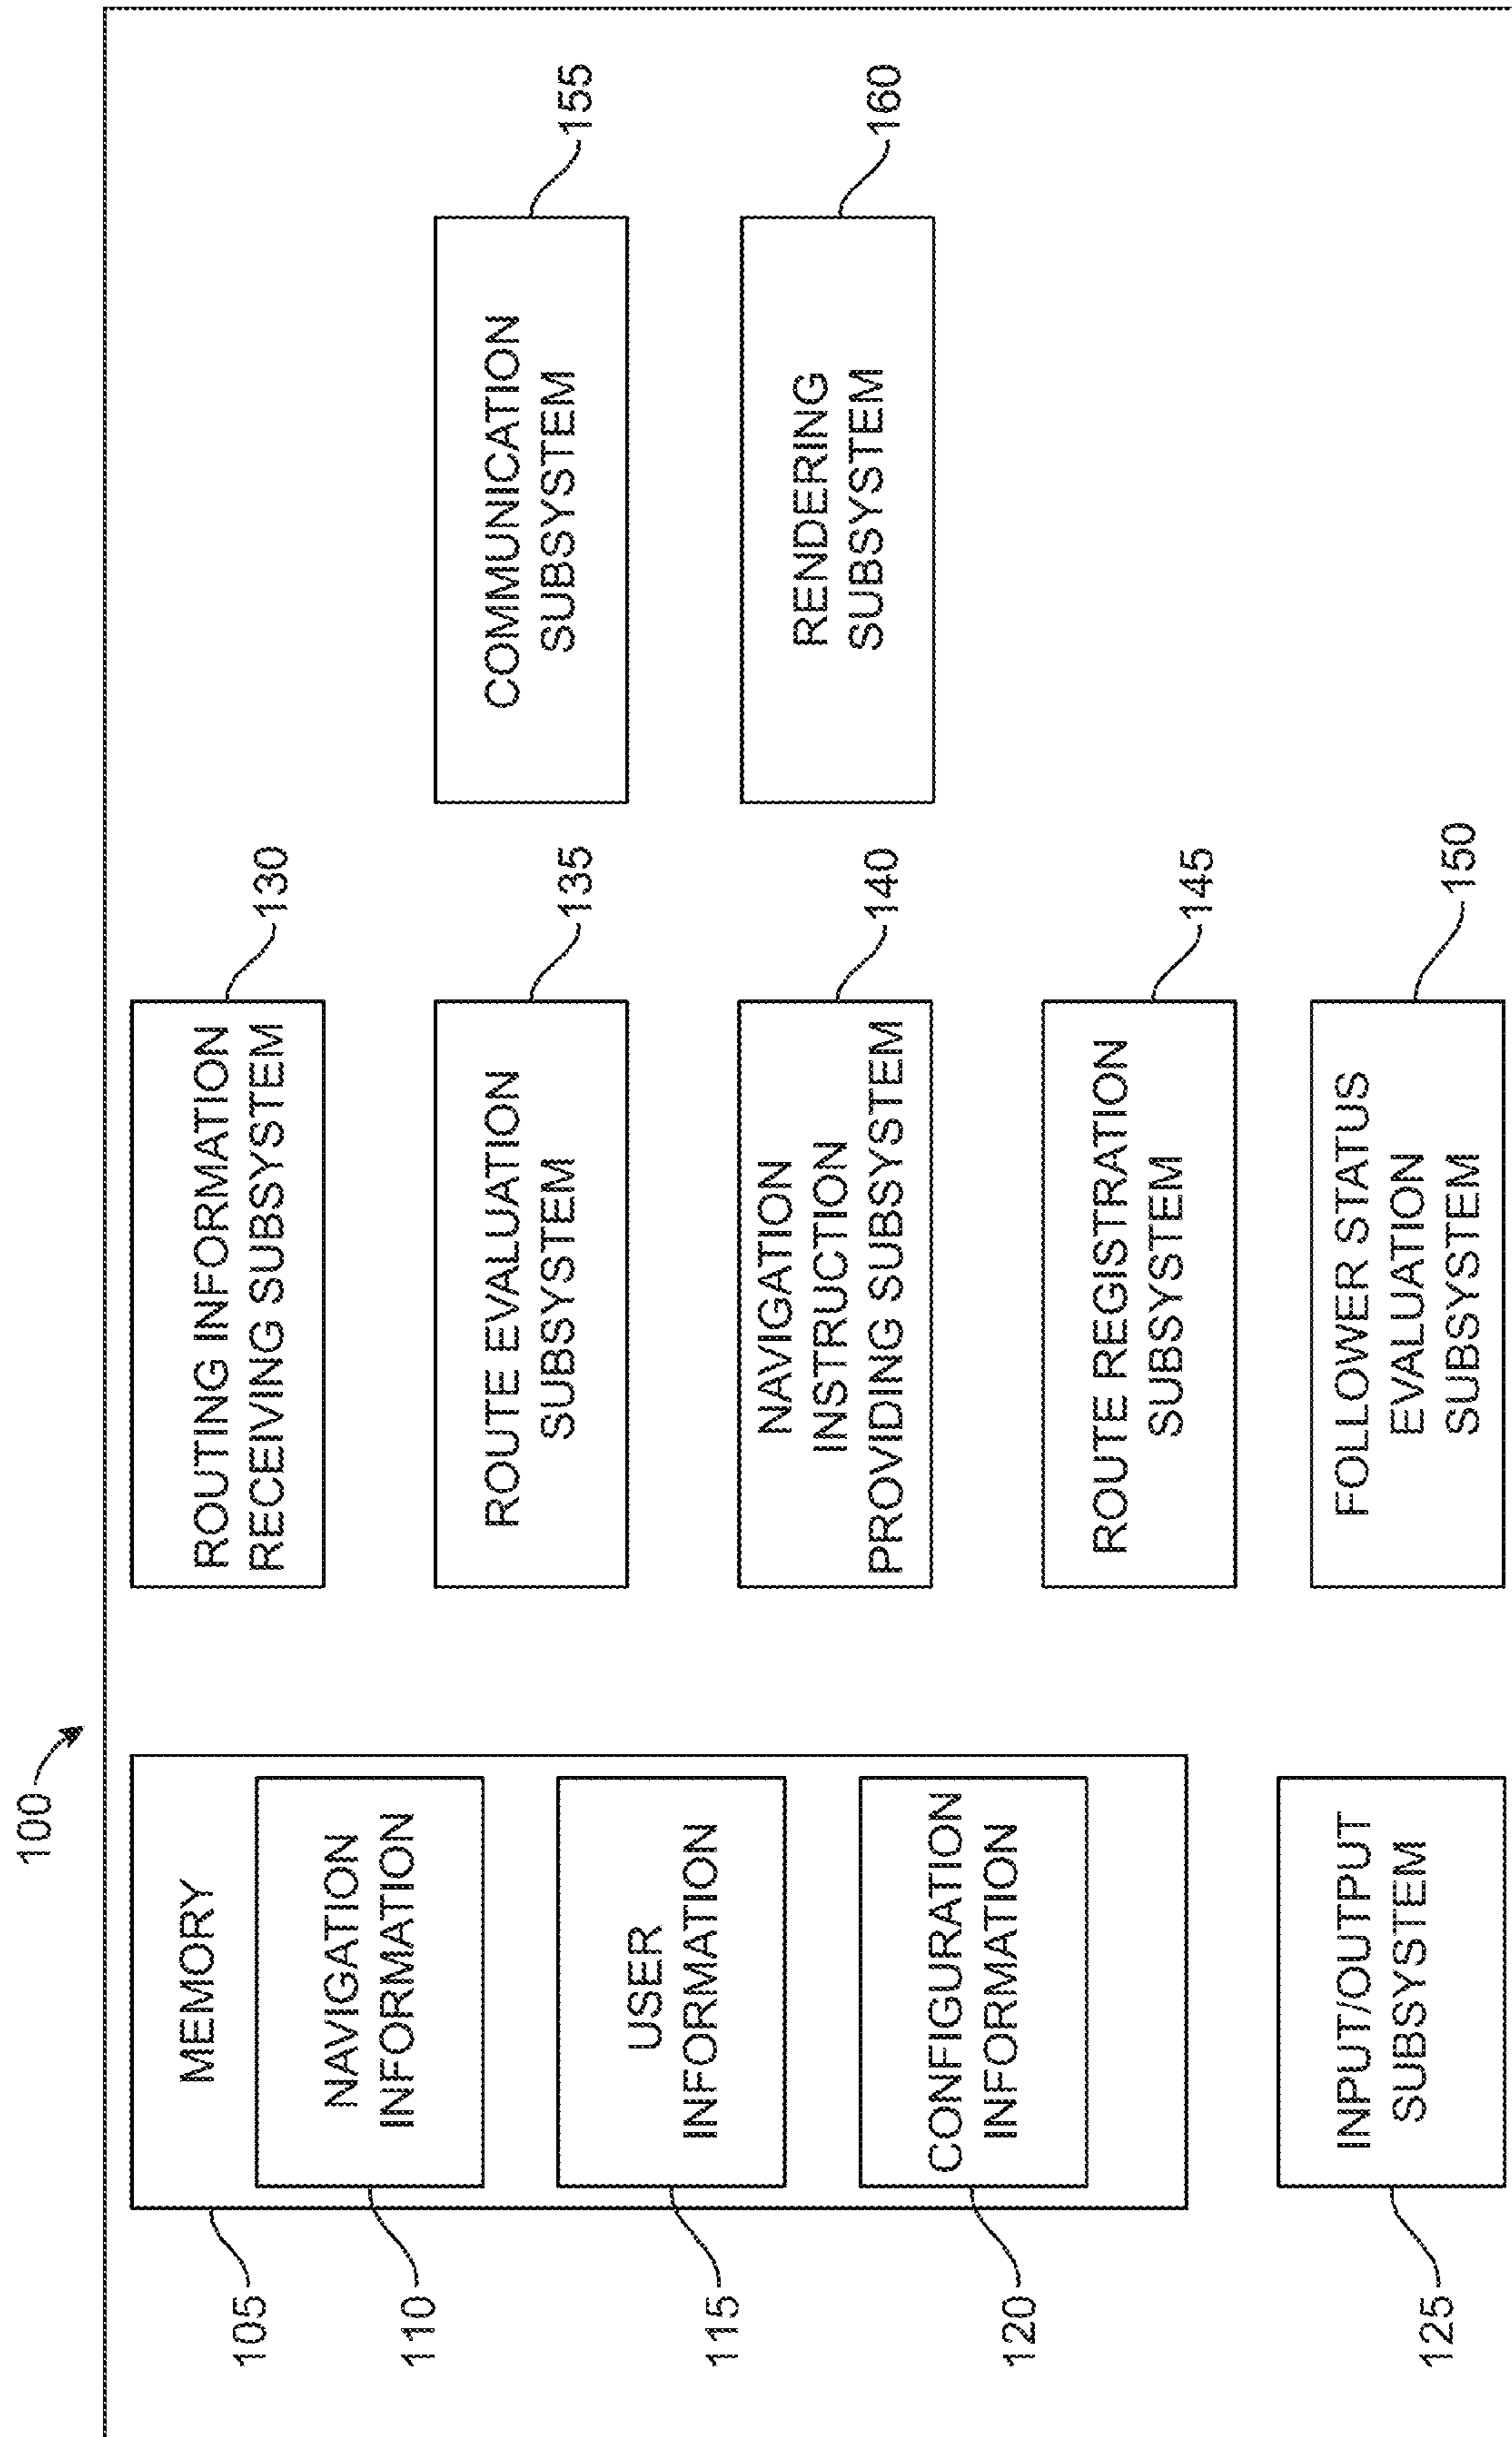 100
105
MEMORY
110
NAVIGATION
INFORMATION
115
USER
INFORMATION
120
CONFIGURATION
INFORMATION
125
INPUT/OUTPUT
SUBSYSTEM
ROUTING INFORMATION
RECEIVING SUBSYSTEM
130
ROUTE EVALUATION
SUBSYSTEM
135
NAVIGATION
INSTRUCTION
PROVIDING SUBSYSTEM
140
ROUTE REGISTRATION
SUBSYSTEM
145
FOLLOWER STATUS
EVALUATION
SUBSYSTEM
150
COMMUNICATION
SUBSYSTEM
155
RENDERING
SUBSYSTEM
160